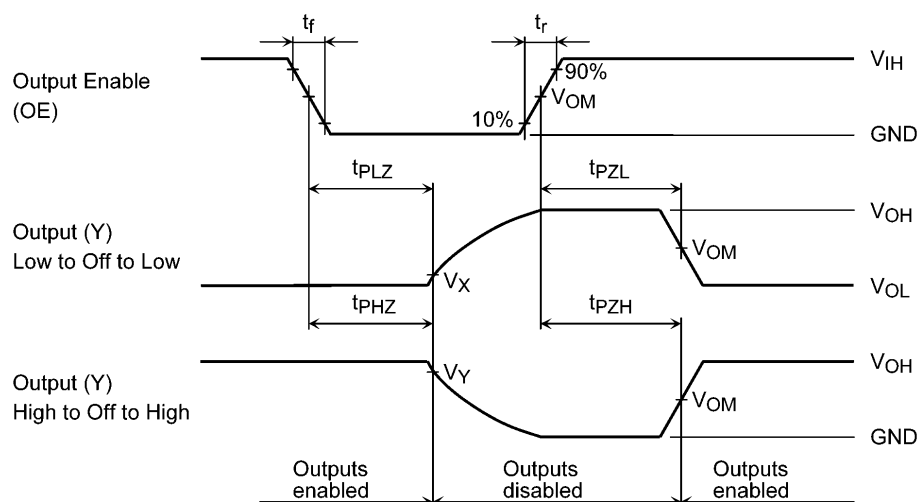 tf
tr
Output Enable
(OE)
90%
VOM
10%
VIH
GND
tPLZ
tPZL
Output (Y)
Low to Off to Low
VX
VOM
VOH
VOL
tPHZ
tPZH
Output (Y)
High to Off to High
VY
VOM
VOH
GND
Outputs
enabled
Outputs
disabled
Outputs
enabled